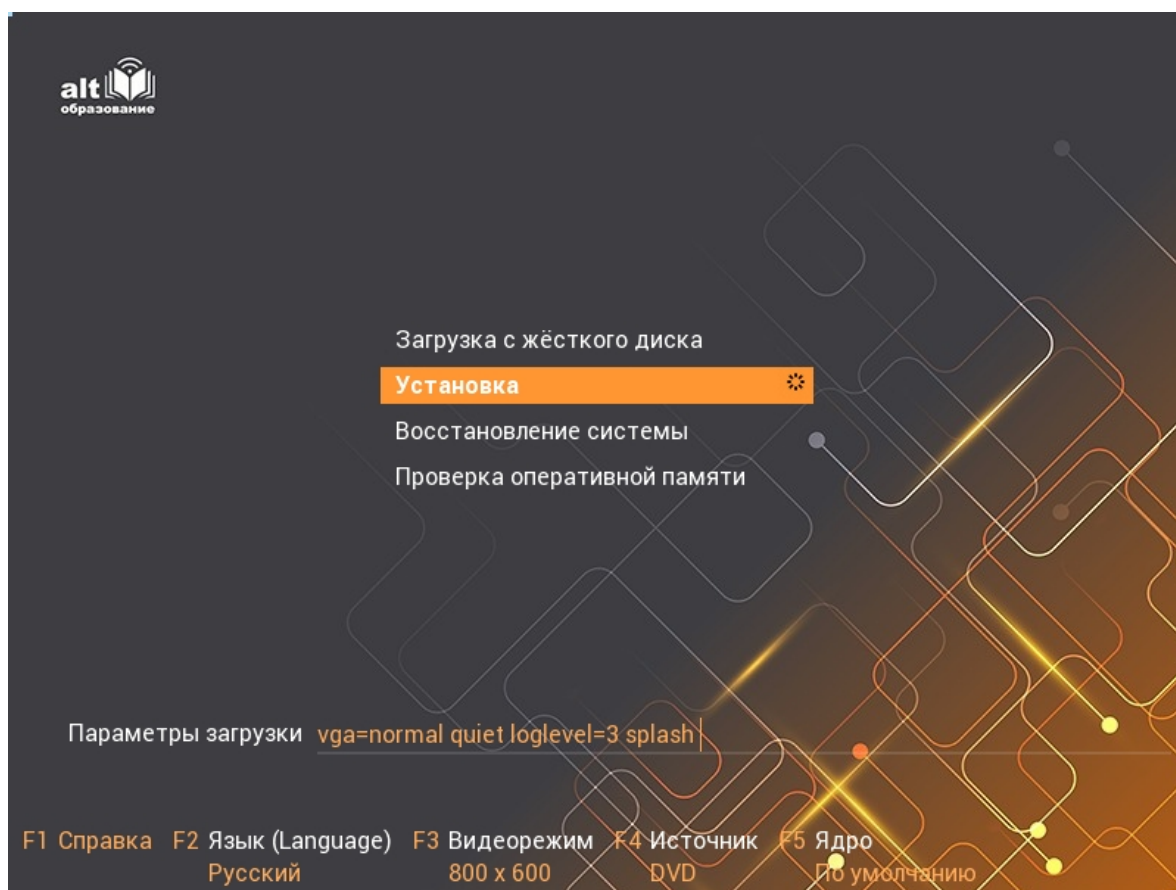 alt
образование
Загрузка с жёсткого диска
Установка
Восстановление системы
Проверка оперативной памяти
Параметры загрузки vga=normal quiet loglevel=3 splash
F1 Справка F2 Язык (Language) F3 Видеорежим F4 Источник F5 Ядро
Русский 800 x 600 DVD По умолчанию